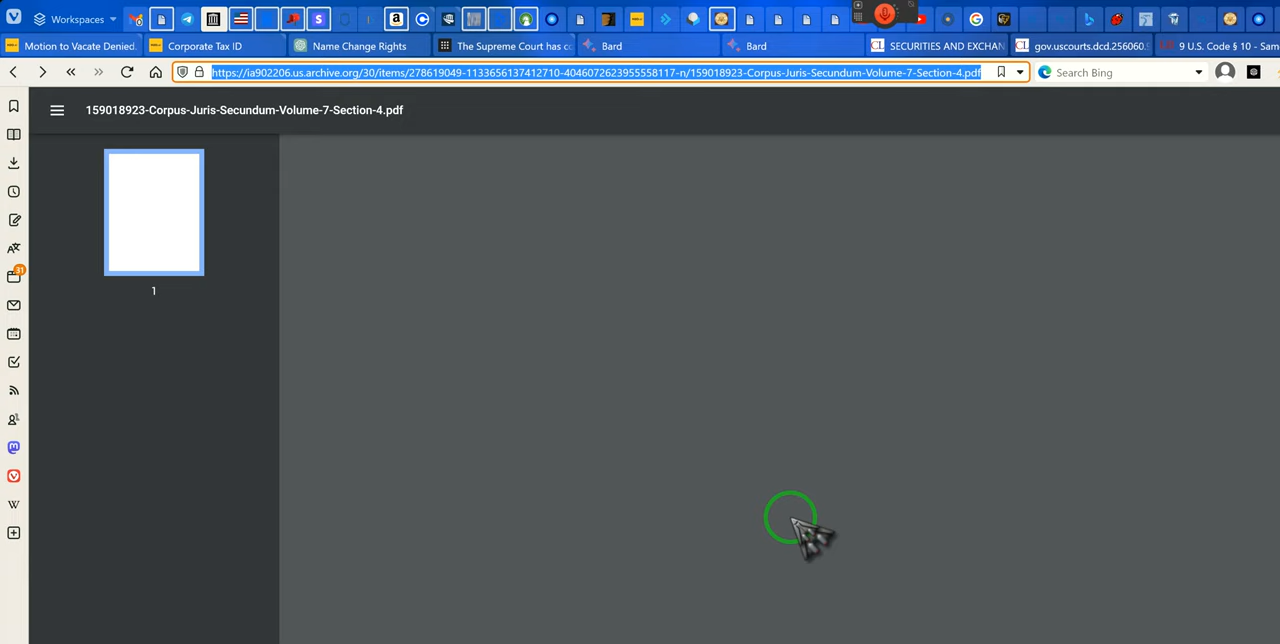 Workspaces
Motion to Vacate Denied.
Corporate Tax ID
Name Change Rights
The Supreme Court has co
Bard
Bard
SECURITIES AND EXCHAN
gov.uscourts.dcd.256060.
9 U.S. Code § 10 - Sam
https://ia902206.us.archive.org/30/items/278619049-1133656137412710-4046072623955558117-n/159018923-Corpus-Juris-Secundum-Volume-7-Section-4.pdf
Search Bing
159018923-Corpus-Juris-Secundum-Volume-7-Section-4.pdf
31
1